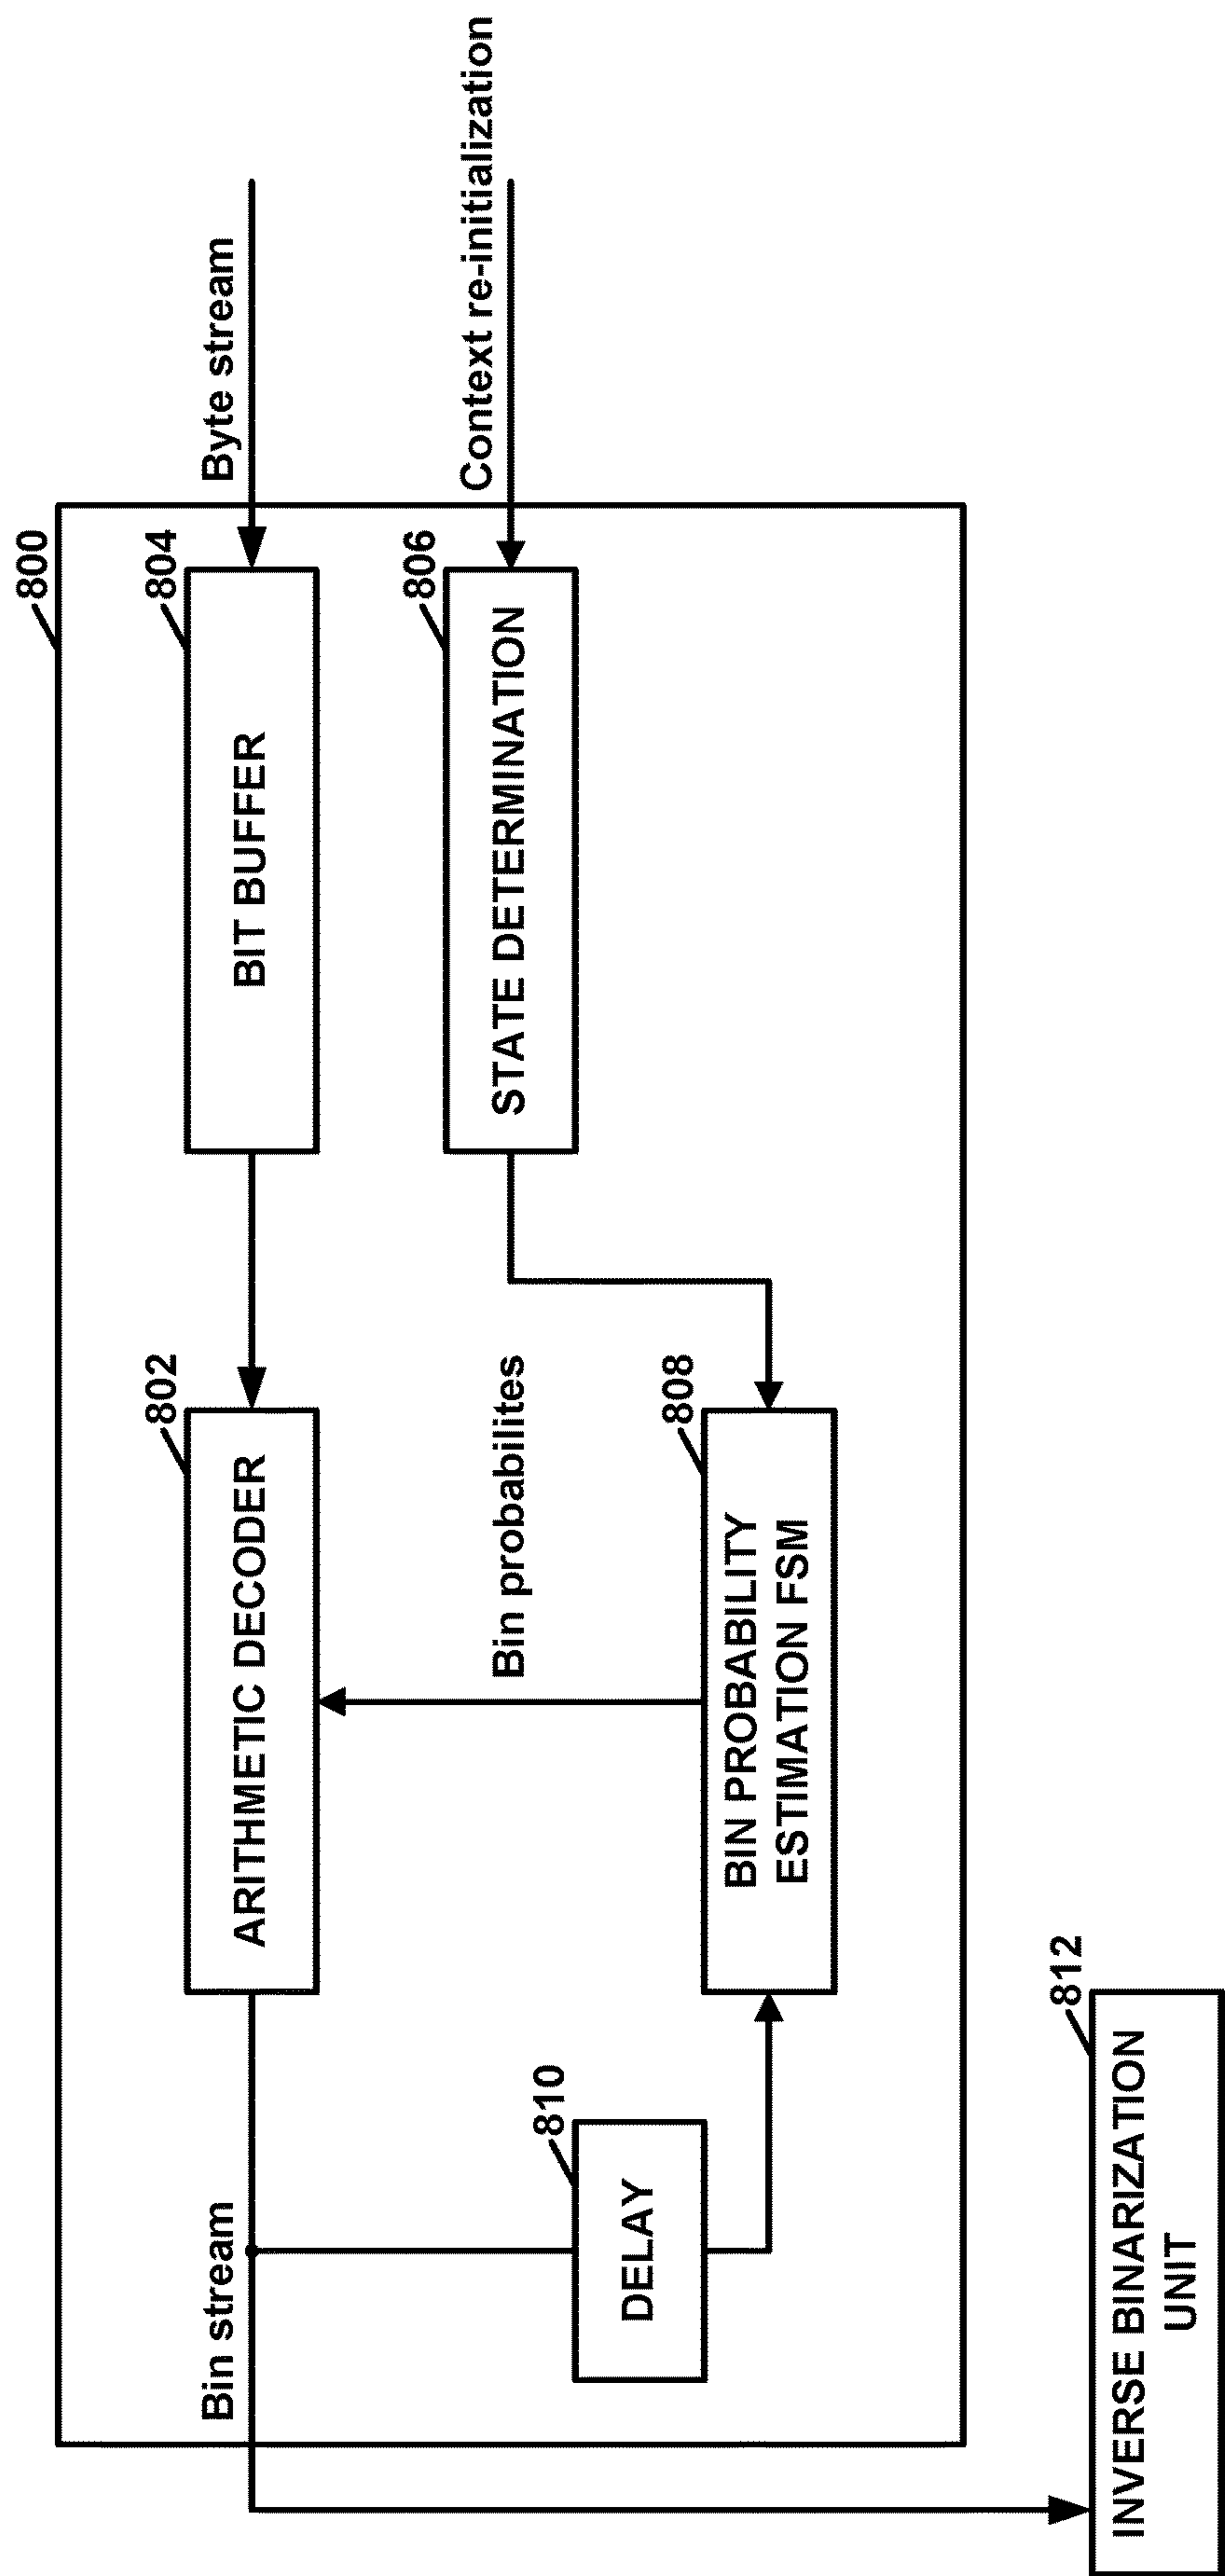 800
804
Byte stream
BIT BUFFER
802
ARITHMETIC DECODER
Bin stream
806
Context re-initialization
STATE DETERMINATION
Bin probabilites
810
DELAY
808
BIN PROBABILITY
ESTIMATION FSM
812
INVERSE BINARIZATION
UNIT